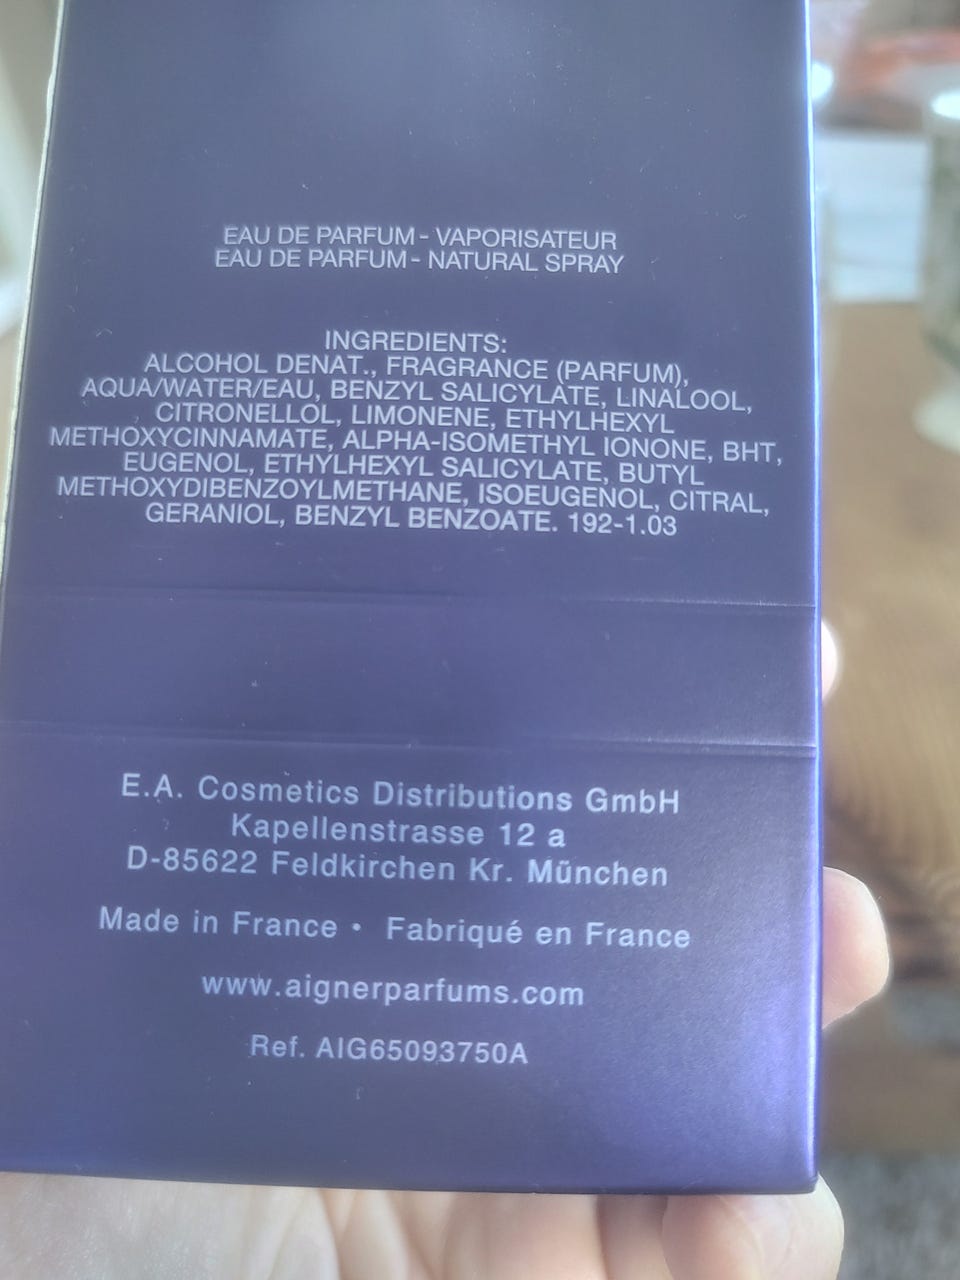 EAU DE PARFUM - VAPORISATEUR
EAU DE PARFUM - NATURAL SPRAY
INGREDIENTS:
ALCOHOL DENAT., FRAGRANCE (PARFUM),
AQUA/WATER/EAU, BENZYL SALICYLATE, LINALOOL,
CITRONELLOL, LIMONENE, ETHYLHEXYL
METHOXYCINNAMATE, ALPHA-ISOMETHYL IONONE, BHT,
EUGENOL, ETHYLHEXYL SALICYLATE, BUTYL
METHOXYDIBENZOYLMETHANE, ISOEUGENOL, CITRAL,
GERANIOL, BENZYL BENZOATE. 192-1.03
E.A. Cosmetics Distributions GmbH
Kapellenstrasse 12 a
D-85622 Feldkirchen Kr. München
Made in France • Fabriqué en France
www.aignerparfums.com
Ref. AIG65093750A